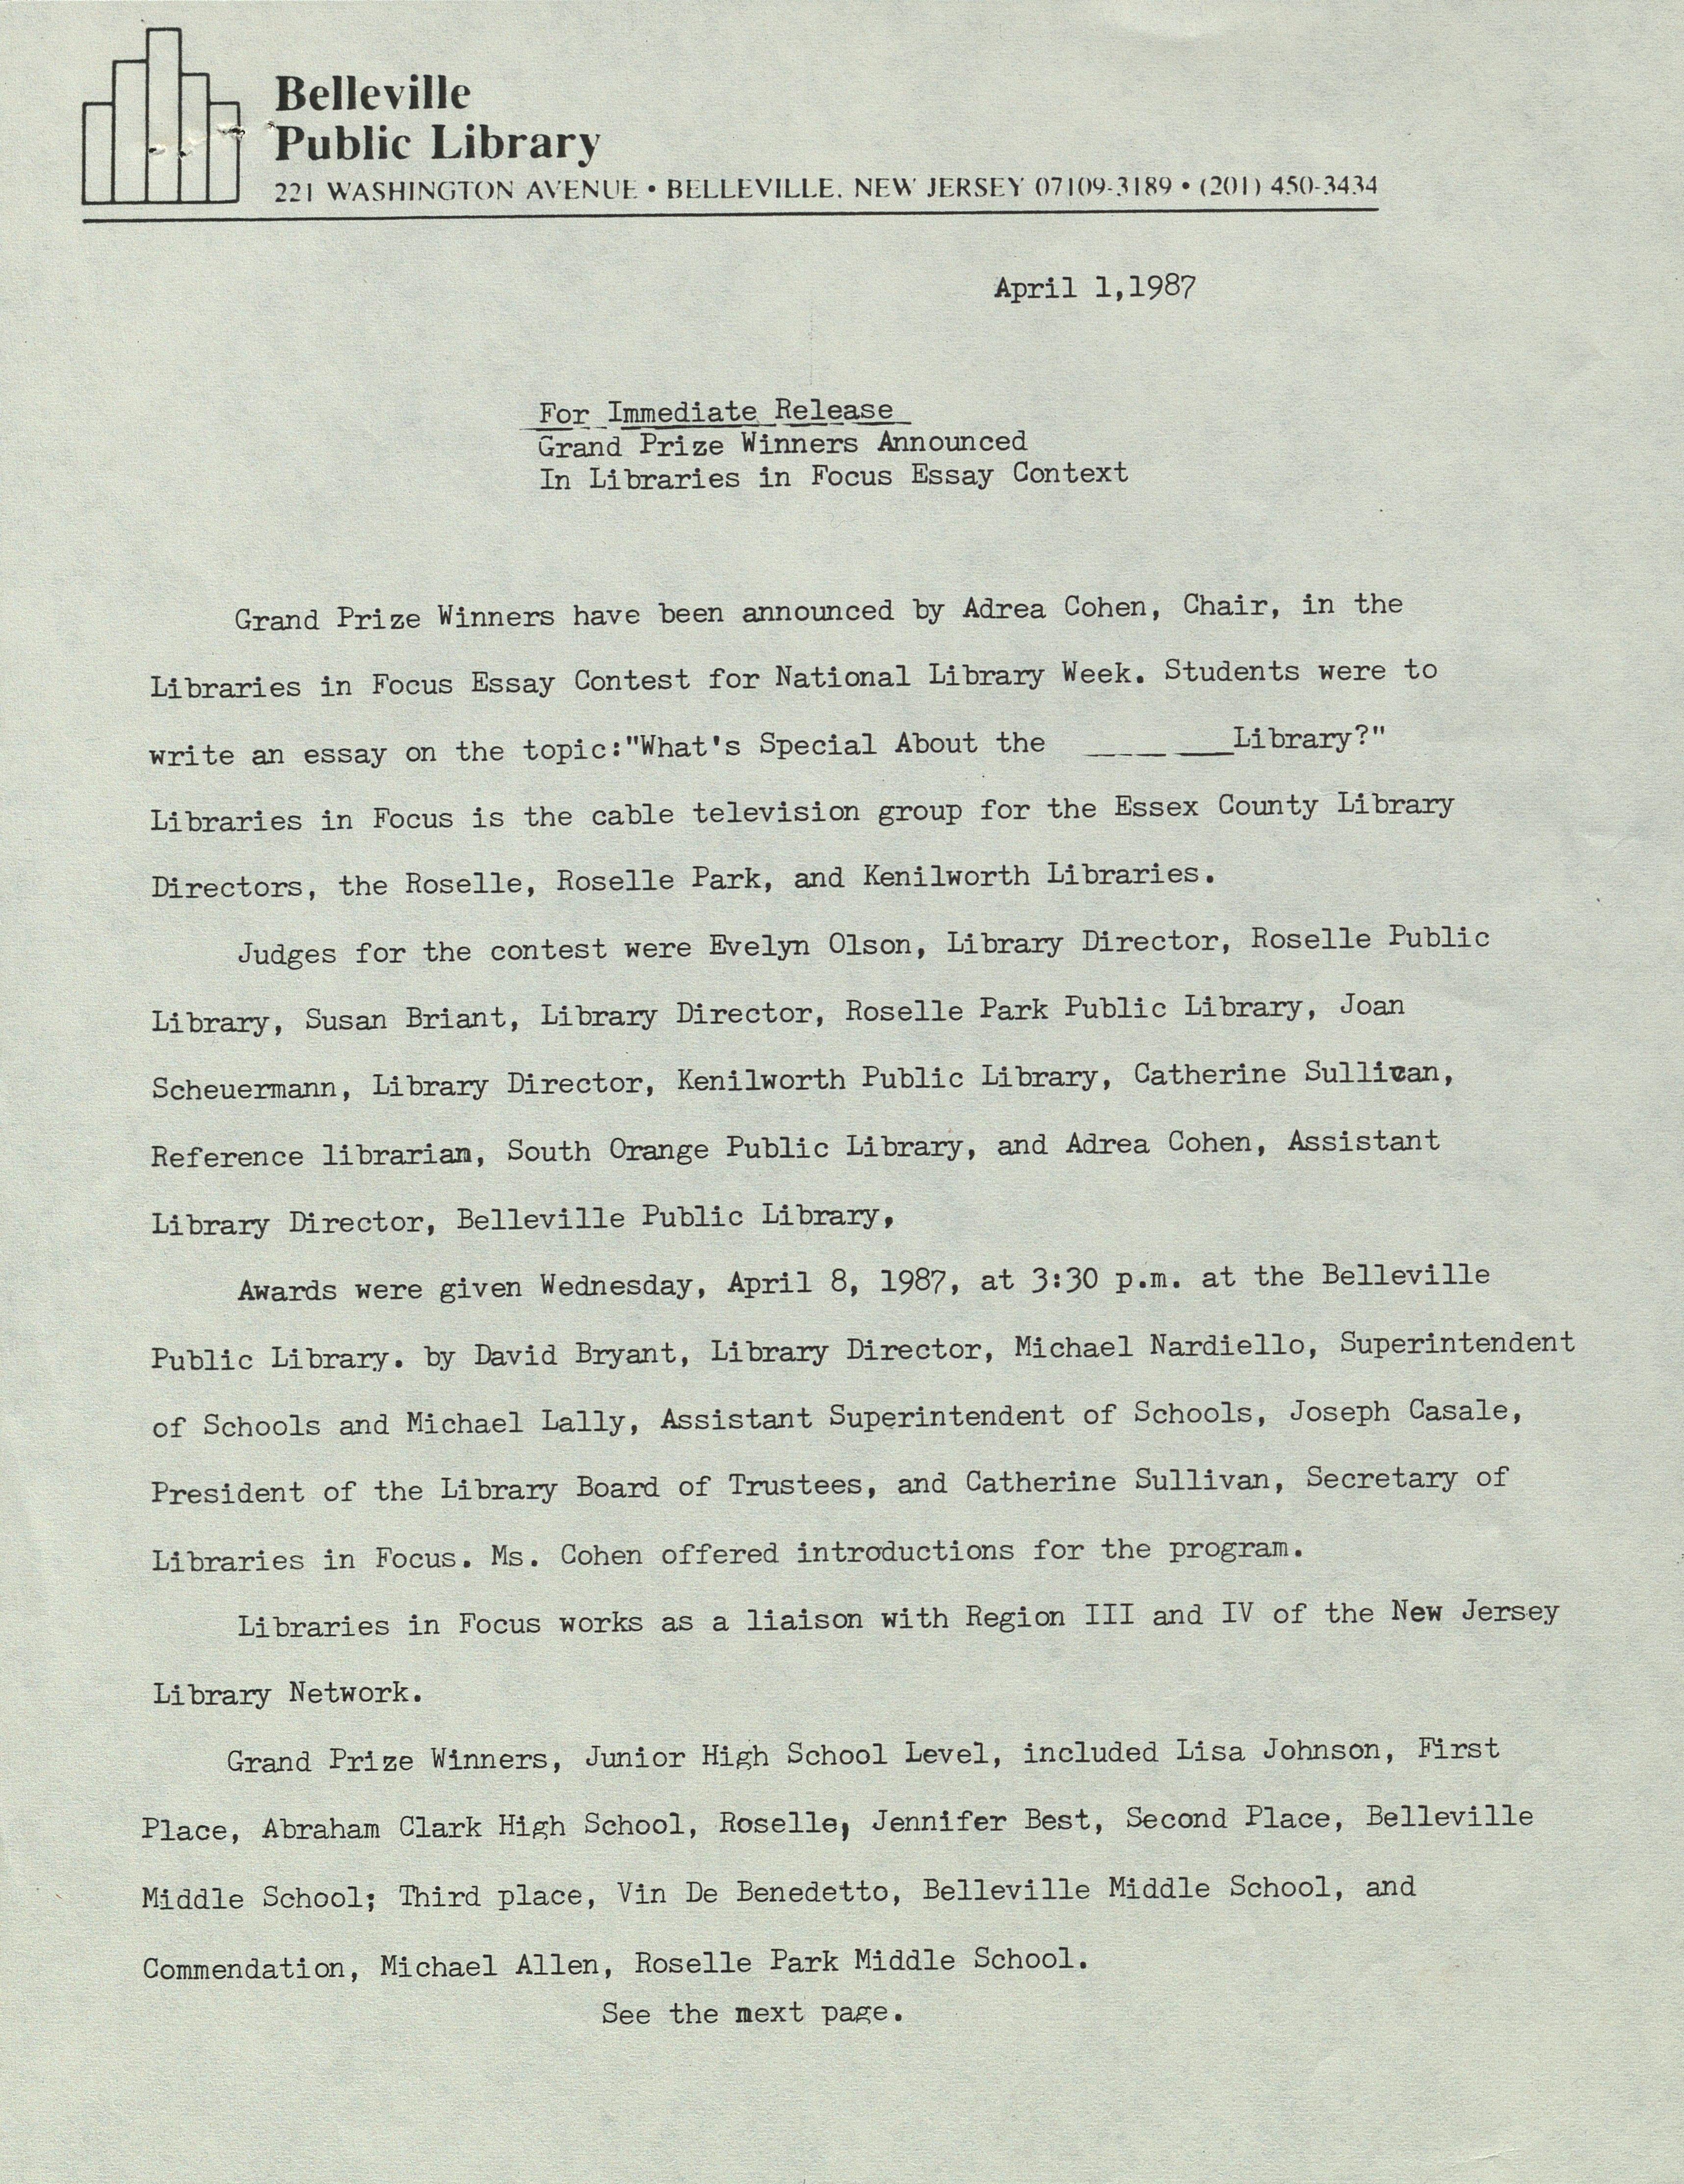 Belleville
Public Library
221 WASHINGTON AVENUE • BELLEVILLE, NEW JERSEY 07109-3189 • (201) 450-3434
April 1,1987
For Immediate Release
Grand Prize Winners Announced
In Libraries in Focus Essay Context
Grand Prize Winners have been announced by Adrea Cohen, Chair, in the
Libraries in Focus Essay Contest for National Library Week. Students were to
write an essay on the topic:"What's Special About the ____ ___Library?"
Libraries in Focus is the cable television group for the Essex County Library
Directors, the Roselle, Roselle Park, and Kenilworth Libraries.
Judges for the contest were Evelyn Olson, Library Director, Roselle Public
Library, Susan Briant, Library Director, Roselle Park Public Library, Joan
Scheuermann, Library Director, Kenilworth Public Library, Catherine Sullivan,
Reference librarian, South Orange Public Library, and Adrea Cohen, Assistant
Library Director, Belleville Public Library,
Awards were given Wednesday, April 8, 1987, at 3:30 p.m. at the Belleville
Public Library. by David Bryant, Library Director, Michael Nardiello, Superintendent
of Schools and Michael Lally, Assistant Superintendent of Schools, Joseph Casale,
President of the Library Board of Trustees, and Catherine Sullivan, Secretary of
Libraries in Focus. Ms. Cohen offered introductions for the program.
Libraries in Focus works as a liaison with Region III and IV of the New Jersey
Library Network.
Grand Prize Winners, Junior High School Level, included Lisa Johnson, First
Place, Abraham Clark High School, Roselle, Jennifer Best, Second Place, Belleville
Middle School; Third place, Vin De Benedetto, Belleville Middle School, and
Commendation, Michael Allen, Roselle Park Middle School.
See the next page.